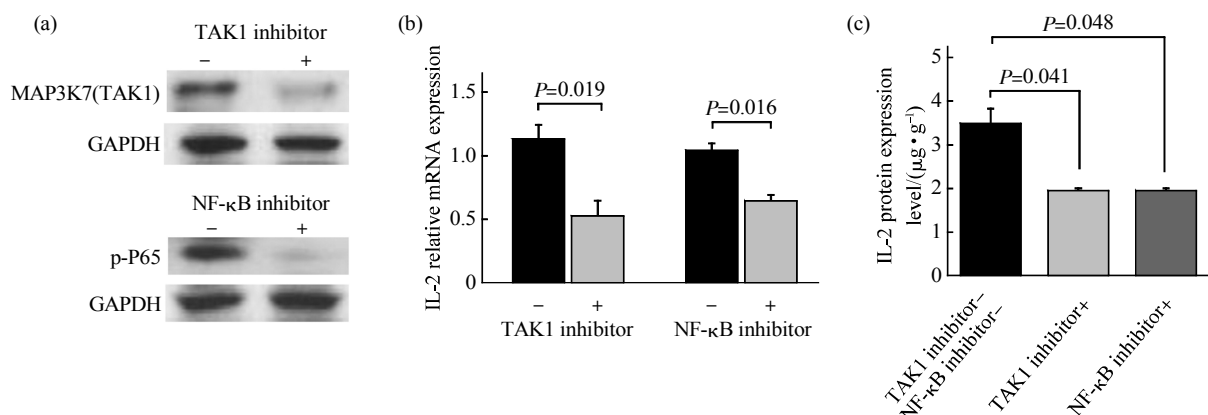 (a)
TAK1 inhibitor
− +
MAP3K7(TAK1)
GAPDH
NF-κB inhibitor
− +
p-P65
GAPDH
(b)
IL-2 relative mRNA expression
1.5
1.0
0.5
0
P=0.019
P=0.016
− + − +
TAK1 inhibitor NF-κB inhibitor
(c)
IL-2 protein expression
level/(μg • g⁻¹)
6
5
4
3
2
1
0
P=0.048
P=0.041
TAK1 inhibitor−
NF-κB inhibitor−
TAK1 inhibitor+
NF-κB inhibitor+